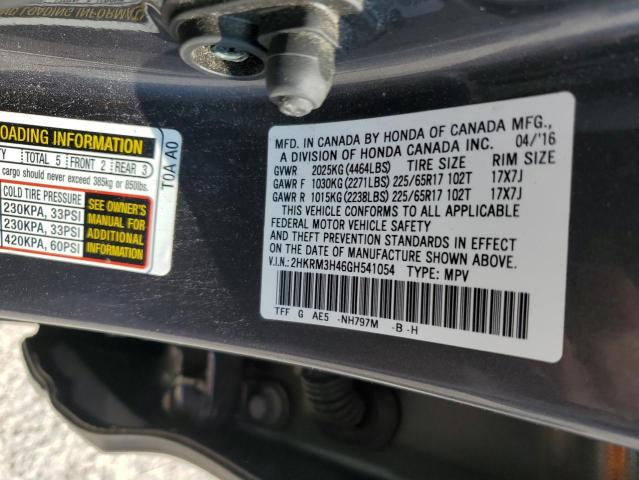 LOADING INFORMATION
OADING INFORMATION
TY TOTAL 5 FRONT 2 REAR 3
cargo should never exceed 385kg or 850lbs.
COLD TIRE PRESSURE
230KPA, 33PSI
230KPA, 33PSI
420KPA, 60PSI
SEE OWNER'S
MANUAL FOR
ADDITIONAL
INFORMATION
T0A A0
MFD. IN CANADA BY HONDA OF CANADA MFG.,
A DIVISION OF HONDA CANADA INC. 04/'16
GVWR 2025KG(4464LBS) TIRE SIZE RIM SIZE
GAWR F 1030KG(2271LBS) 225/65R17 102T 17X7J
GAWR R 1015KG(2238LBS) 225/65R17 102T 17X7J
THIS VEHICLE CONFORMS TO ALL APPLICABLE
FEDERAL MOTOR VEHICLE SAFETY
AND THEFT PREVENTION STANDARDS IN EFFECT
ON THE DATE OF MANUFACTURE SHOWN ABOVE.
V.I.N.:2HKRM3H46GH541054 TYPE: MPV
TFF G AE5 -NH797M -B -H